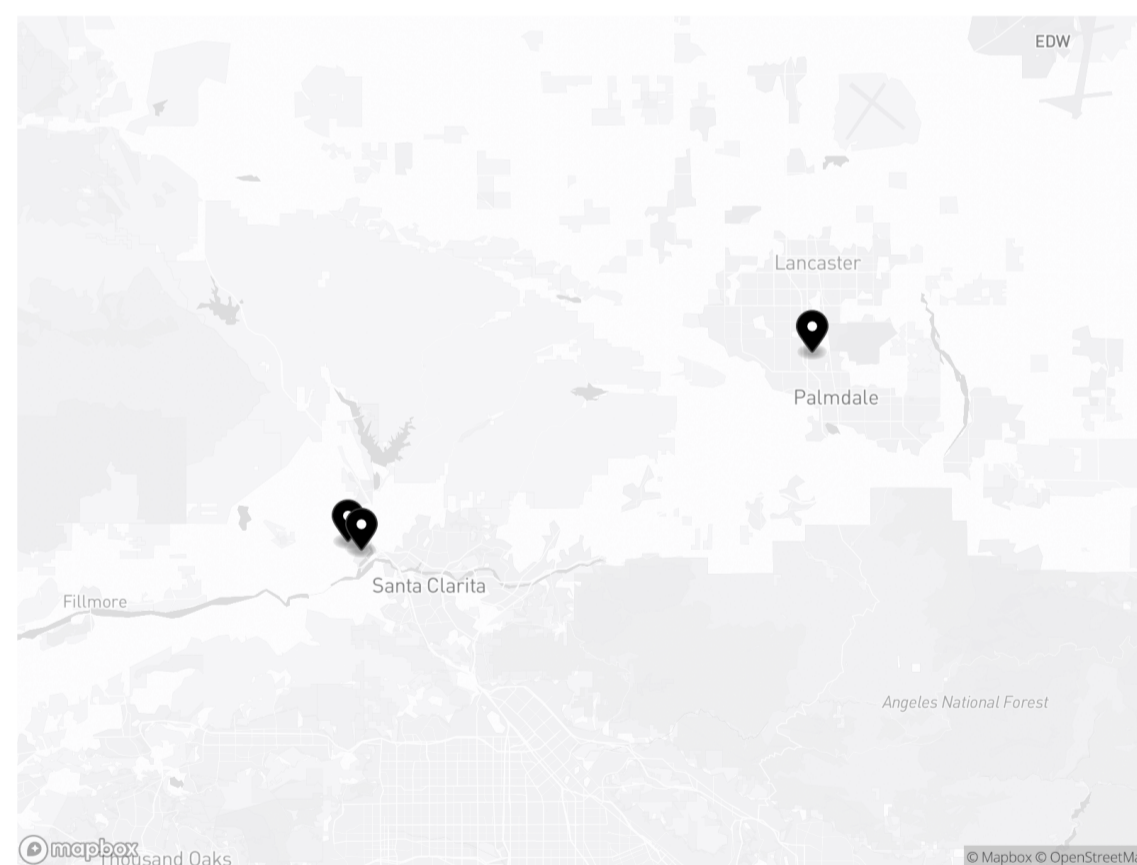 EDW
Lancaster
Palmdale
Santa Clarita
Fillmore
Angeles National Forest
mapbox
Thousand Oaks
© Mapbox © OpenStreetM